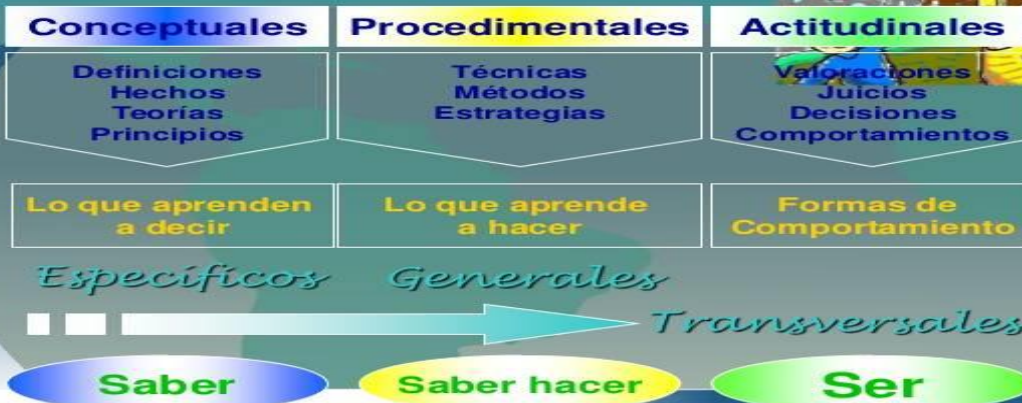 Conceptuales Procedimentales Actitudinales
Definiciones
Hechos
Teorías
Principios
Técnicas
Métodos
Estrategias
Valoraciones
Juicios
Decisiones
Comportamientos
Lo que aprenden
a decir
Lo que aprende
a hacer
Formas de
Comportamiento
Específicos Generales
Transversales
Saber Saber hacer Ser